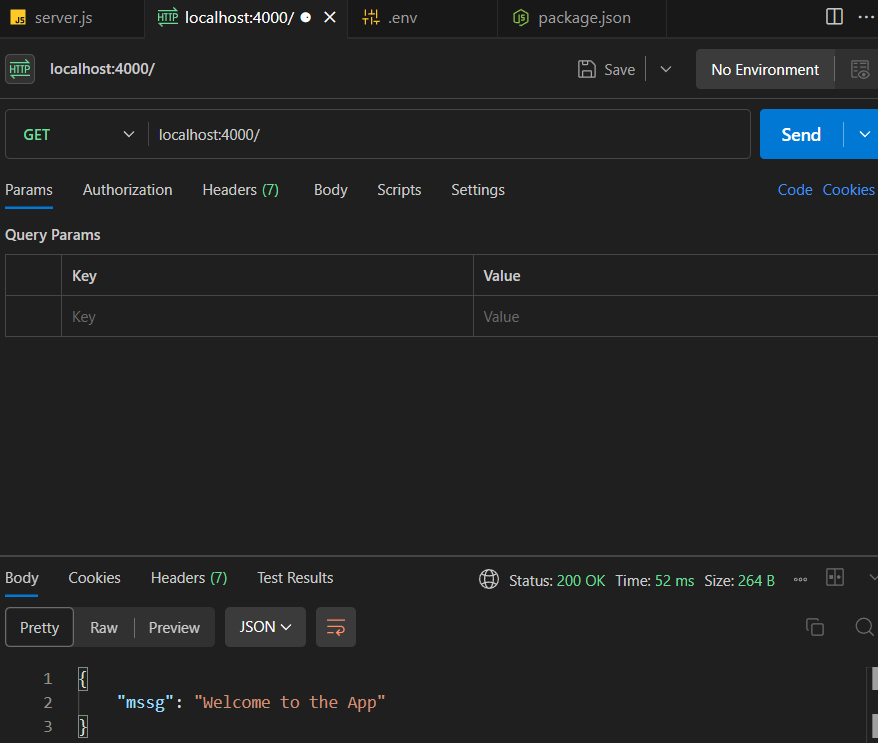 JS server.js HTTP localhost:4000/ .env JS package.json
HTTP localhost:4000/ Save No Environment
GET localhost:4000/ Send
Params Authorization Headers (7) Body Scripts Settings Code Cookies
Query Params
Key Value
Key Value
Body Cookies Headers (7) Test Results Status: 200 OK Time: 52 ms Size: 264 B
Pretty Raw Preview JSON
1 {
2 "mssg": "Welcome to the App"
3 }